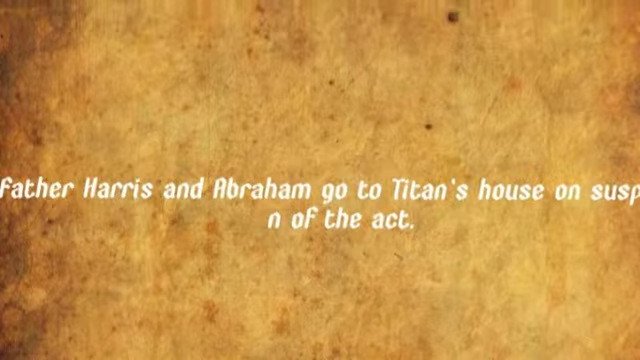 Father Harris and Abraham go to Titan's house on susp
n of the act.